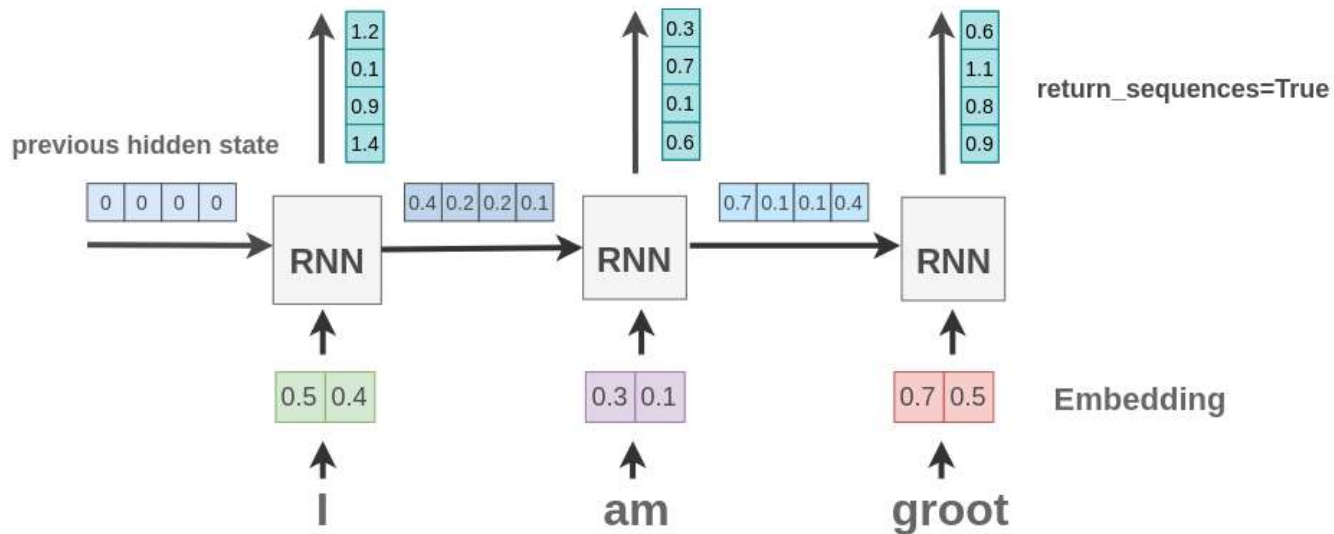 1.2 0.3 0.6
0.1 0.7 1.1
0.9 0.1 0.8
1.4 0.6 0.9
return_sequences=True
previous hidden state
0 0 0 0
0.4 0.2 0.2 0.1
0.7 0.1 0.1 0.4
RNN RNN RNN
0.5 0.4
0.3 0.1
0.7 0.5
Embedding
I am groot